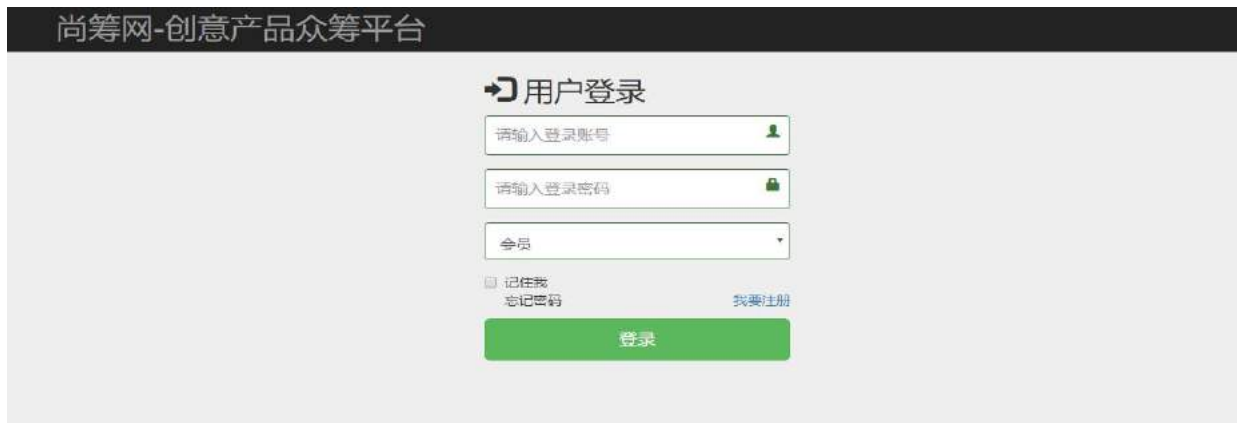 尚筹网-创意产品众筹平台
用户登录
请输入登录账号
请输入登录密码
会员
记住我
忘记密码 我要注册
登录